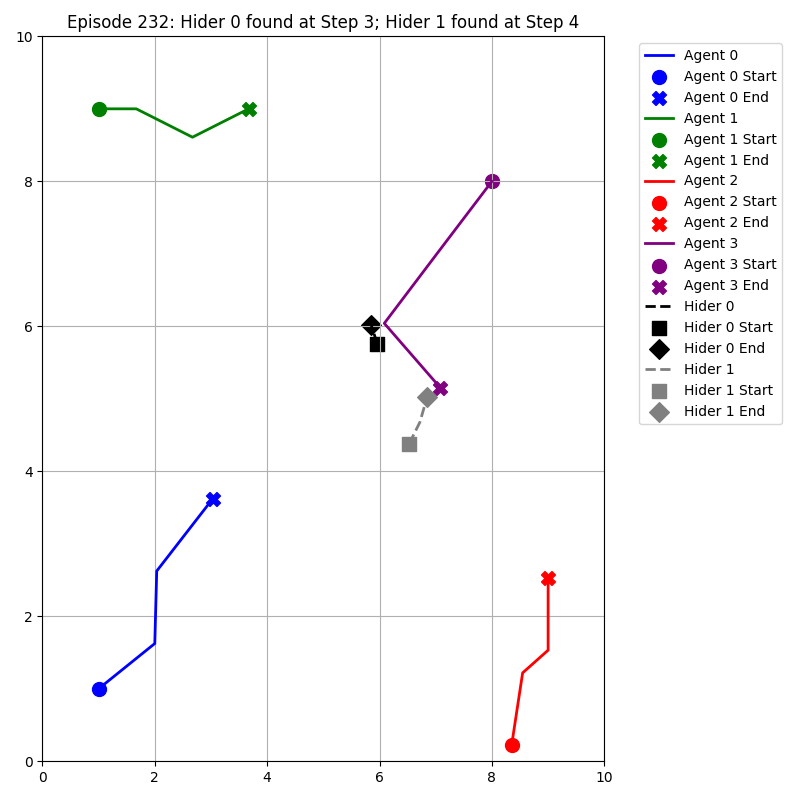 Episode 232: Hider 0 found at Step 3; Hider 1 found at Step 4
10
8
6
4
2
0
0 2 4 6 8 10
Agent 0
Agent 0 Start
Agent 0 End
Agent 1
Agent 1 Start
Agent 1 End
Agent 2
Agent 2 Start
Agent 2 End
Agent 3
Agent 3 Start
Agent 3 End
Hider 0
Hider 0 Start
Hider 0 End
Hider 1
Hider 1 Start
Hider 1 End